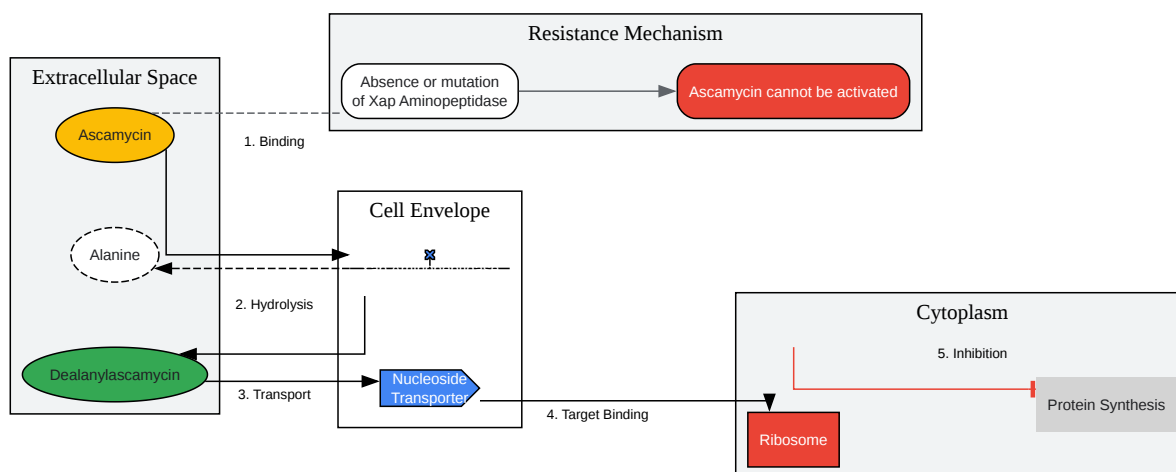 Resistance Mechanism
Absence or mutation
of Xap Aminopeptidase
Ascamycin cannot be activated
Extracellular Space
Ascamycin
1. Binding
Cell Envelope
Alanine
2. Hydrolysis
Cytoplasm
5. Inhibition
Dealanylascamycin
3. Transport
Nucleoside
Transporter
4. Target Binding
Protein Synthesis
Ribosome